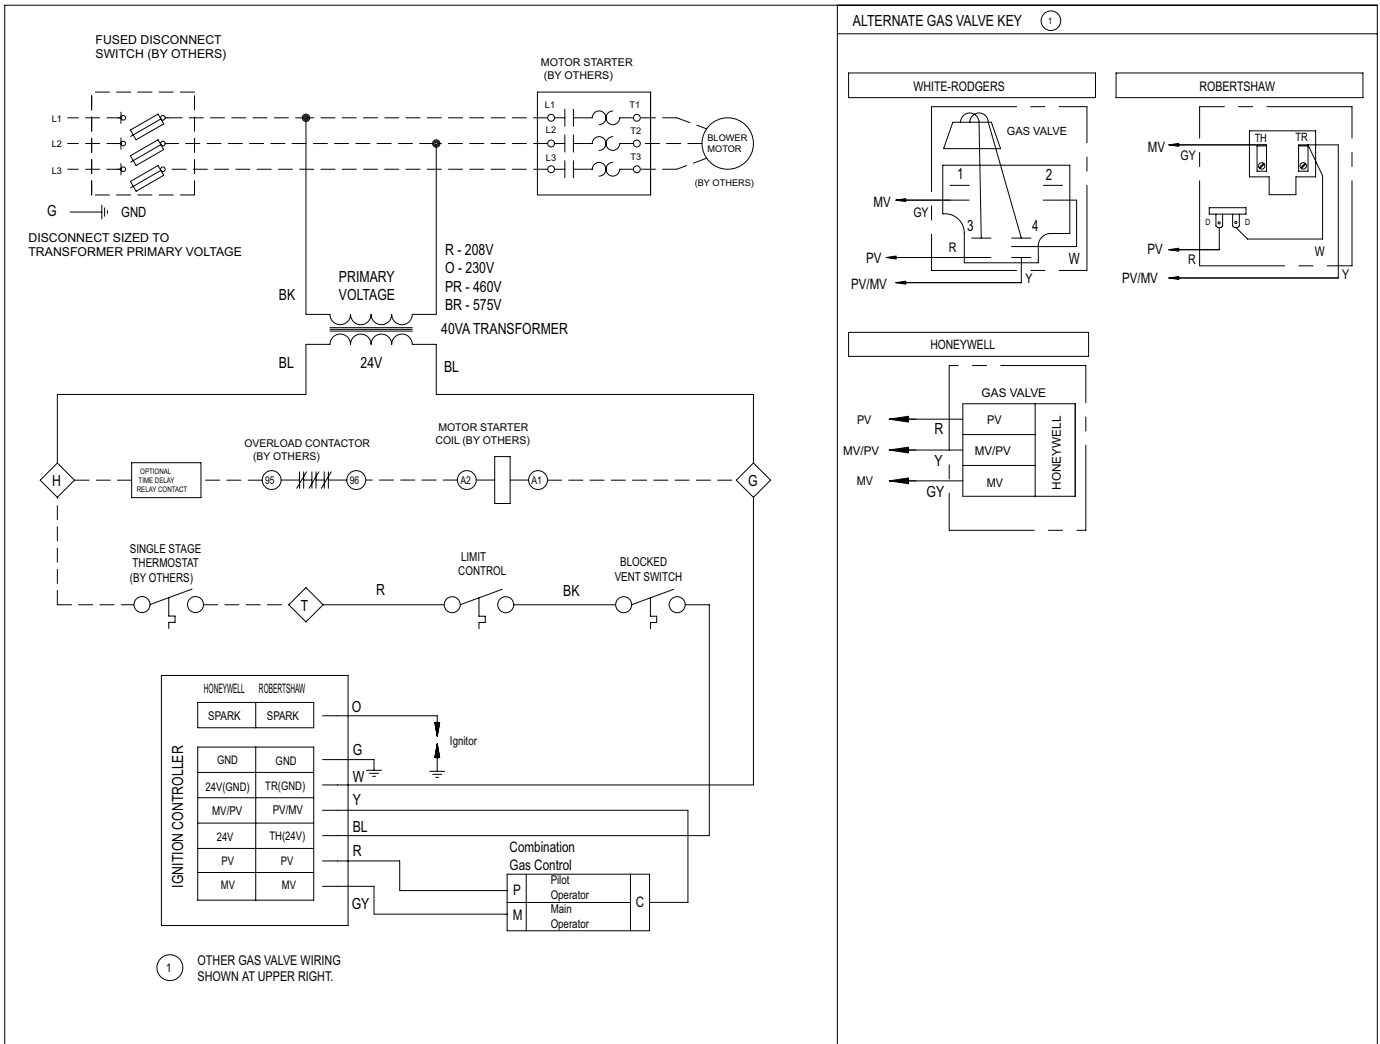 FUSED DISCONNECT
SWITCH (BY OTHERS)
L1
L2
L3
G
GND
DISCONNECT SIZED TO
TRANSFORMER PRIMARY VOLTAGE
MOTOR STARTER
(BY OTHERS)
L1
T1
L2
T2
L3
T3
BLOWER
MOTOR
(BY OTHERS)
R - 208V
O - 230V
PR - 460V
BR - 575V
PRIMARY
VOLTAGE
BK
40VA TRANSFORMER
BL
24V
BL
H
OPTIONAL
TIME DELAY
RELAY CONTACT
OVERLOAD CONTACTOR
(BY OTHERS)
95
96
MOTOR STARTER
COIL (BY OTHERS)
A2
A1
G
SINGLE STAGE
THERMOSTAT
(BY OTHERS)
T
R
LIMIT
CONTROL
BK
BLOCKED
VENT SWITCH
IGNITION CONTROLLER
HONEYWELL ROBERTSHAW
SPARK SPARK
O
Ignitor
GND GND
G
24V(GND) TR(GND)
W
MV/PV PV/MV
Y
24V TH(24V)
BL
PV PV
R
MV MV
GY
Combination
Gas Control
P
Pilot
Operator
M
Main
Operator
C
1
OTHER GAS VALVE WIRING
SHOWN AT UPPER RIGHT.
ALTERNATE GAS VALVE KEY 1
WHITE-RODGERS
GAS VALVE
1
2
3
4
MV
GY
PV
R
W
PV/MV
Y
ROBERTSHAW
TH
TR
MV
GY
D
D
PV
R
W
PV/MV
Y
HONEYWELL
GAS VALVE
PV
R
PV
MV/PV
Y
MV/PV
MV
GY
MV
HONEYWELL